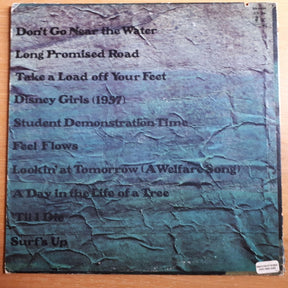 Don't Go Near the Water
Long Promised Road
Take a Load off Your Feet
Disney Girls (1957)
Student Demonstration Time
Feel Flows
Lookin' at Tomorrow (A Welfare Song)
A Day in the Life of a Tree
'Til I Die
Surf's Up